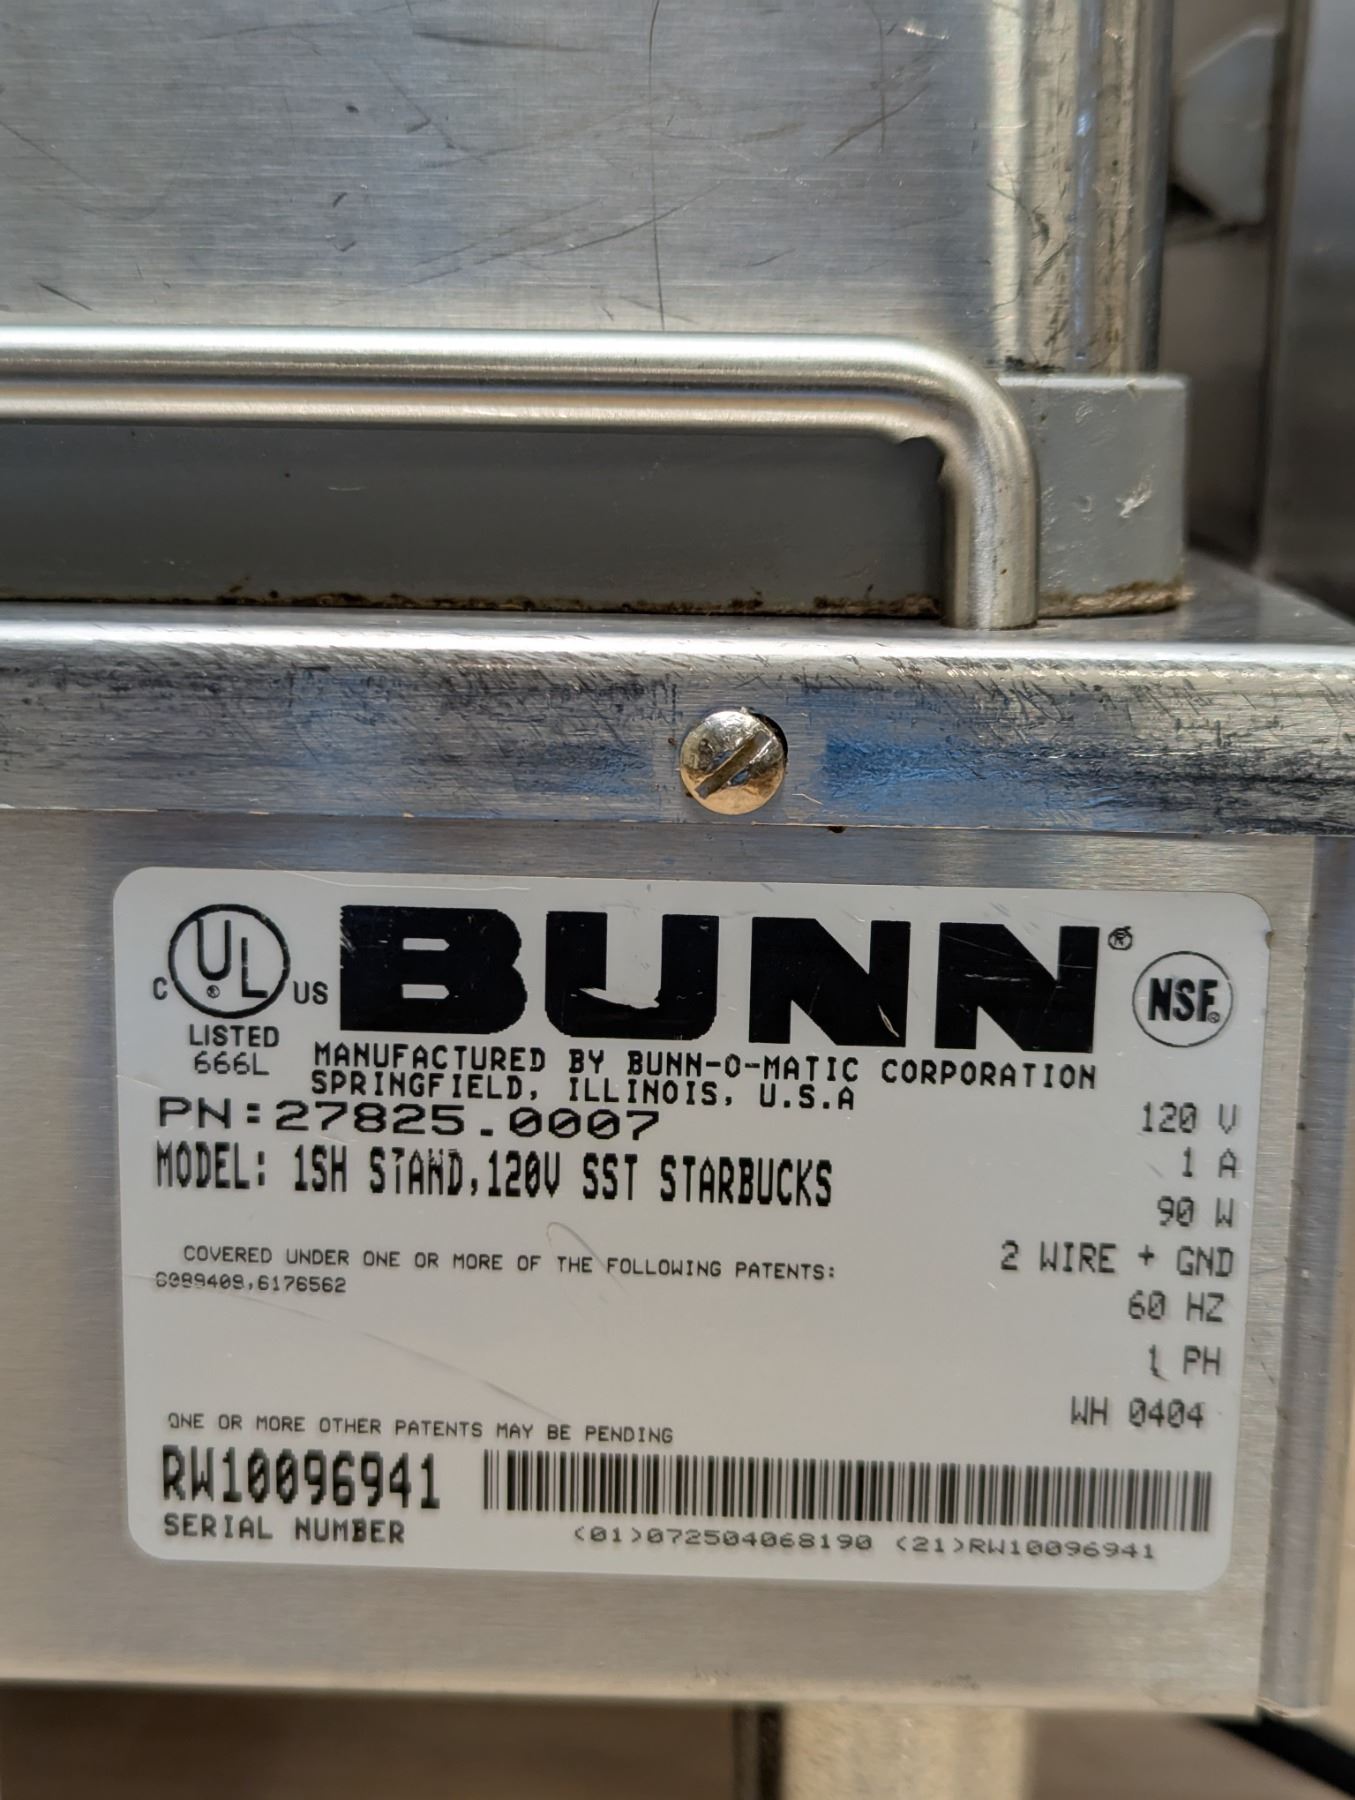 C UL ® US
LISTED
666L
BUNN®
NSF®
MANUFACTURED BY BUNN-O-MATIC CORPORATION
SPRINGFIELD, ILLINOIS, U.S.A
PN:27825.0007
MODEL: 1SH STAND,120V SST STARBUCKS
120 V
1 A
90 W
2 WIRE + GND
60 HZ
1 PH
WH 0404
COVERED UNDER ONE OR MORE OF THE FOLLOWING PATENTS:
6099409,6176562
ONE OR MORE OTHER PATENTS MAY BE PENDING
RW10096941
SERIAL NUMBER
(01)072504068190 (21)RW10096941